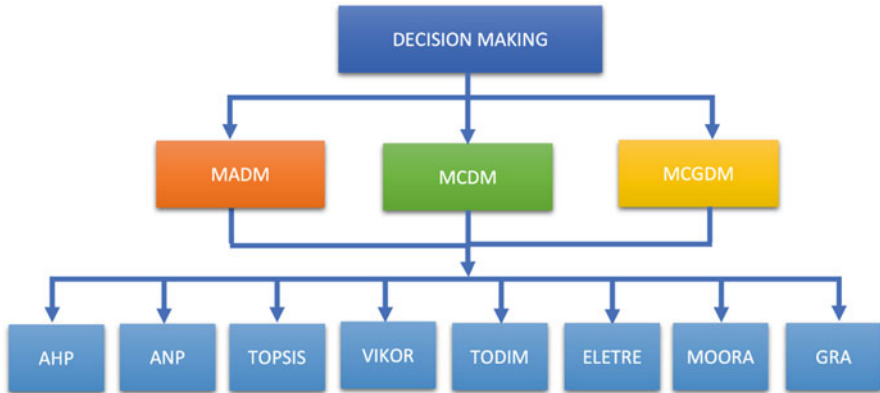 DECISION MAKING
MADM
MCDM
MCGDM
AHP
ANP
TOPSIS
VIKOR
TODIM
ELETRE
MOORA
GRA